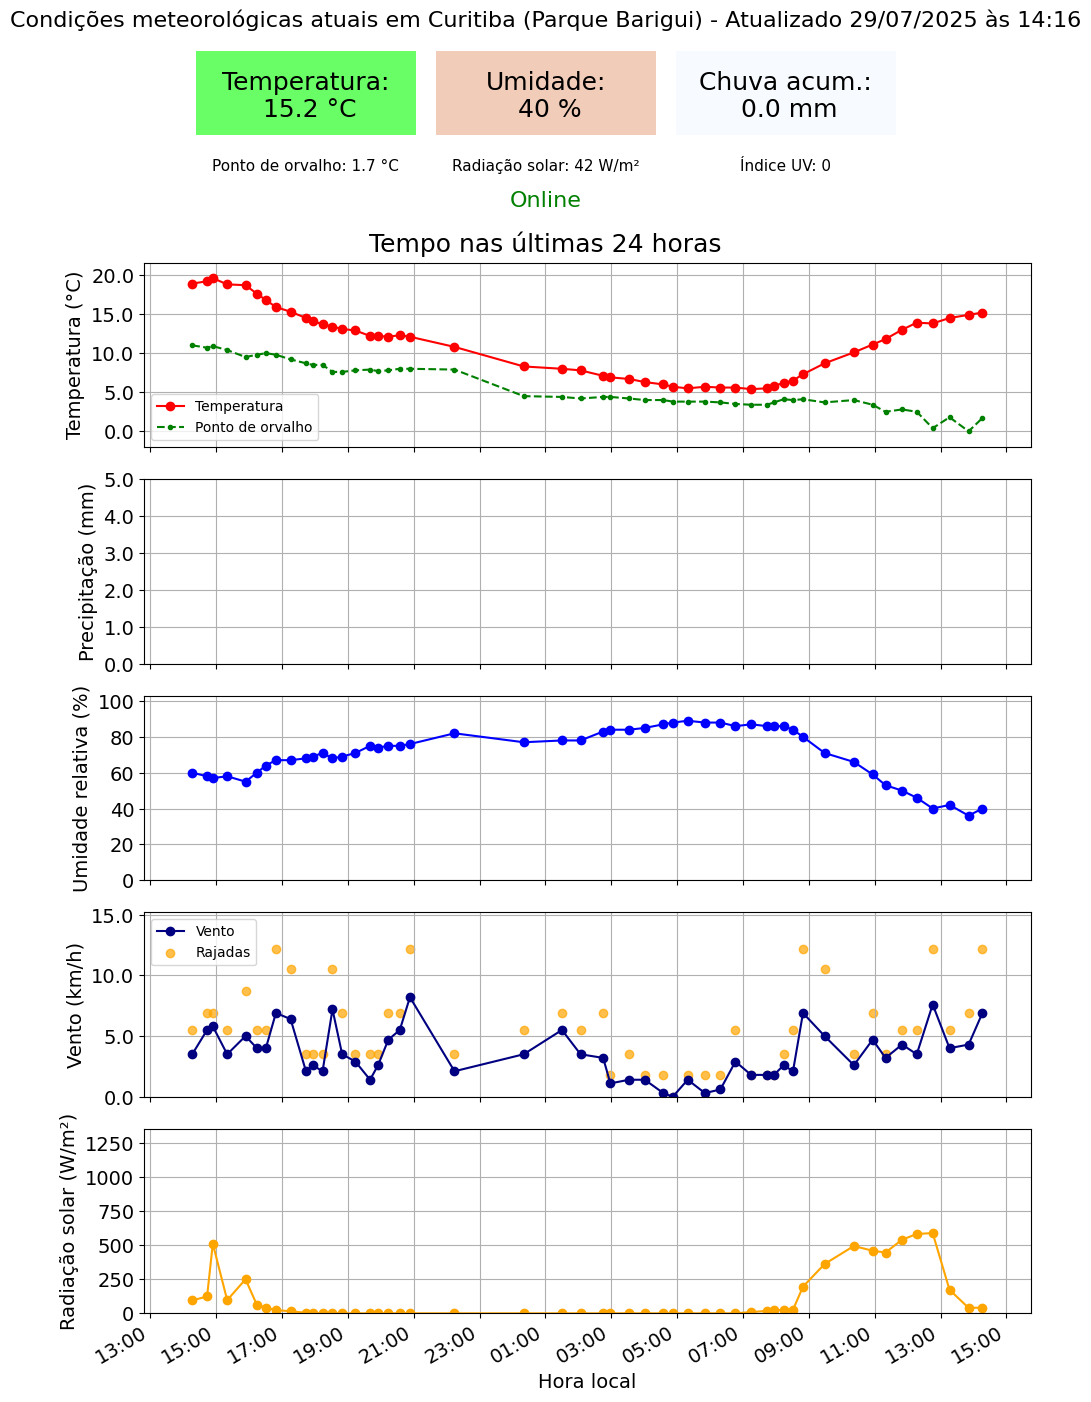 Condições meteorológicas atuais em Curitiba (Parque Barigui) - Atualizado 29/07/2025 às 14:16
Temperatura:
15.2 °C
Umidade:
40 %
Chuva acum.:
0.0 mm
Ponto de orvalho: 1.7 °C
Radiação solar: 42 W/m²
Índice UV: 0
Online
Tempo nas últimas 24 horas
Temperatura (°C)
20.0
15.0
10.0
5.0
0.0
Temperatura
Ponto de orvalho
Precipitação (mm)
5.0
4.0
3.0
2.0
1.0
0.0
Umidade relativa (%)
100
80
60
40
20
0
Vento (km/h)
15.0
10.0
5.0
0.0
Vento
Rajadas
Radiação solar (W/m²)
1250
1000
750
500
250
0
13:00
15:00
17:00
19:00
21:00
23:00
01:00
03:00
05:00
07:00
09:00
11:00
13:00
15:00
Hora local